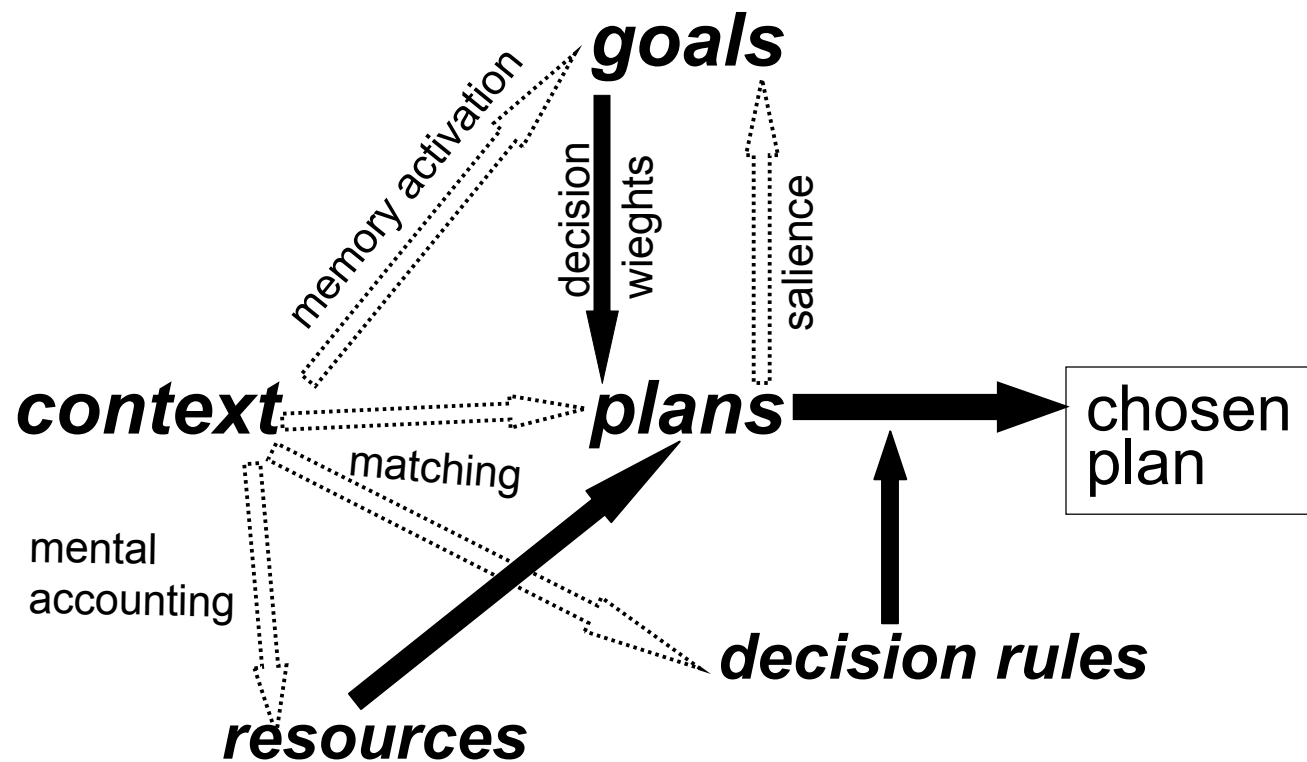 goals
memory activation
decision
wieghts
salience
context
plans
chosen
plan
matching
mental
accounting
decision rules
resources